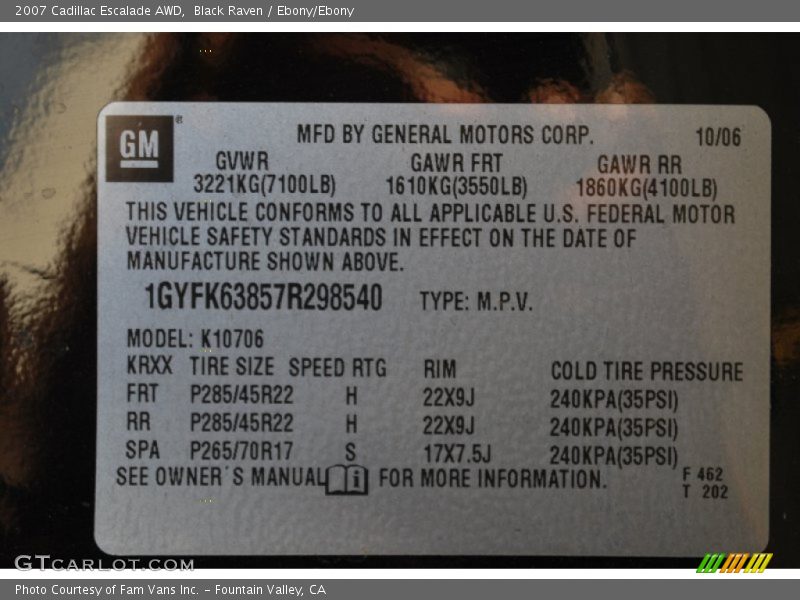 2007 Cadillac Escalade AWD, Black Raven / Ebony/Ebony
GM ®
MFD BY GENERAL MOTORS CORP. 10/06
GVWR GAWR FRT GAWR RR
3221KG(7100LB) 1610KG(3550LB) 1860KG(4100LB)
THIS VEHICLE CONFORMS TO ALL APPLICABLE U.S. FEDERAL MOTOR
VEHICLE SAFETY STANDARDS IN EFFECT ON THE DATE OF
MANUFACTURE SHOWN ABOVE.
1GYFK63857R298540 TYPE: M.P.V.
MODEL: K10706
KRXX TIRE SIZE SPEED RTG RIM COLD TIRE PRESSURE
FRT P285/45R22 H 22X9J 240KPA(35PSI)
RR P285/45R22 H 22X9J 240KPA(35PSI)
SPA P265/70R17 S 17X7.5J 240KPA(35PSI)
SEE OWNER'S MANUAL i FOR MORE INFORMATION.
F 462
T 202
GTCARLOT.COM
Photo Courtesy of Fam Vans Inc. - Fountain Valley, CA